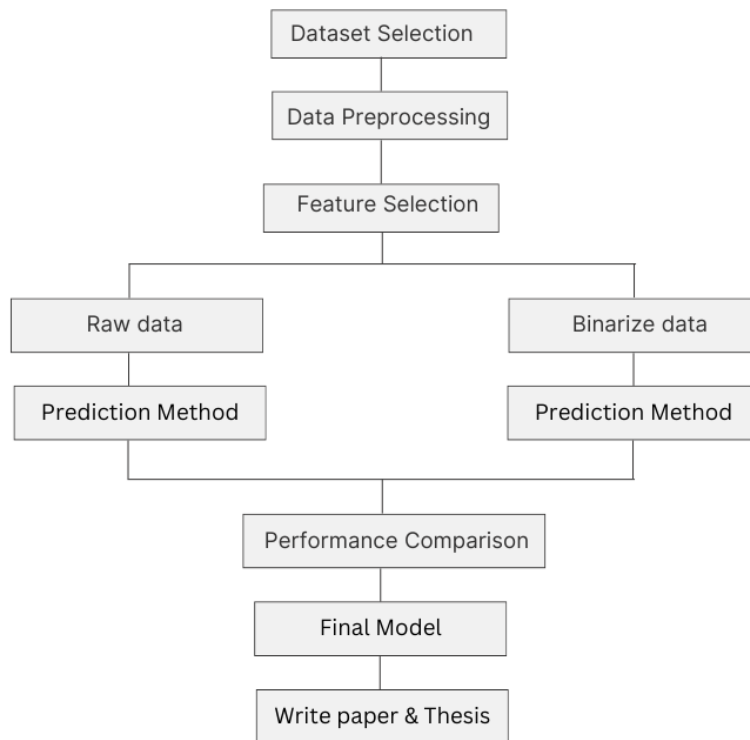 Dataset Selection
Data Preprocessing
Feature Selection
Raw data
Binarize data
Prediction Method
Prediction Method
Performance Comparison
Final Model
Write paper & Thesis